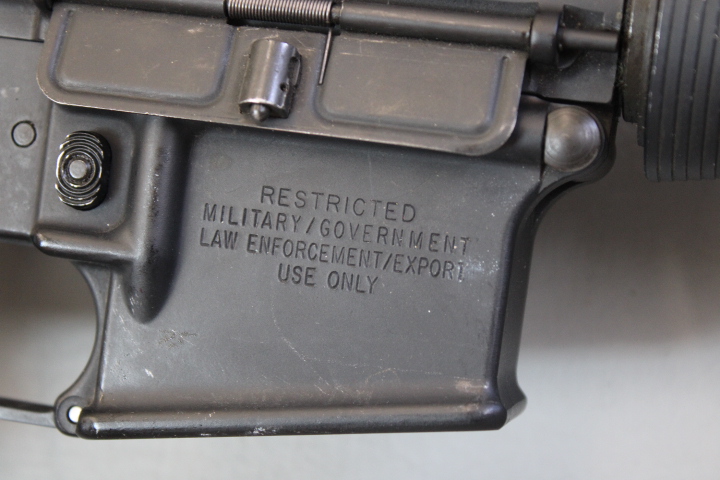 RESTRICTED
MILITARY/GOVERNMENT
LAW ENFORCEMENT/EXPORT
USE ONLY